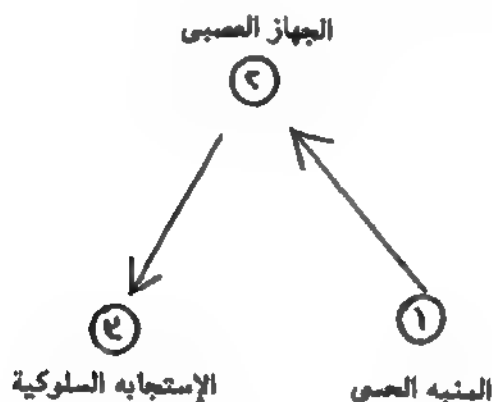 الجهاز العصبى
٢
١
٣
المنبه الحسى
الإستجابه السلوكية